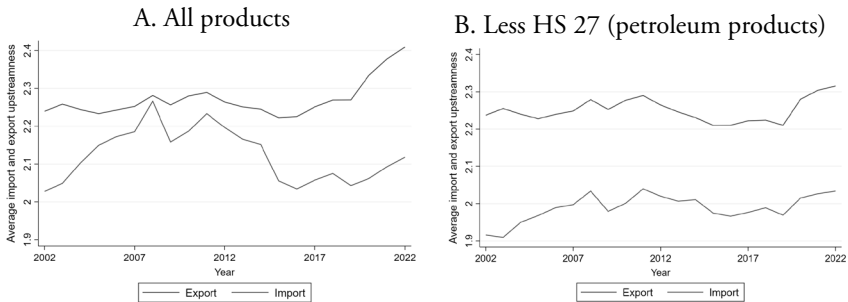 A. All products
Average import and export upstreamness
2.4
2.3
2.2
2.1
2
1.9
2002 2007 2012 2017 2022
Year
Export Import
B. Less HS 27 (petroleum products)
Average import and export upstreamness
2.4
2.3
2.2
2.1
2
1.9
2002 2007 2012 2017 2022
Year
Export Import